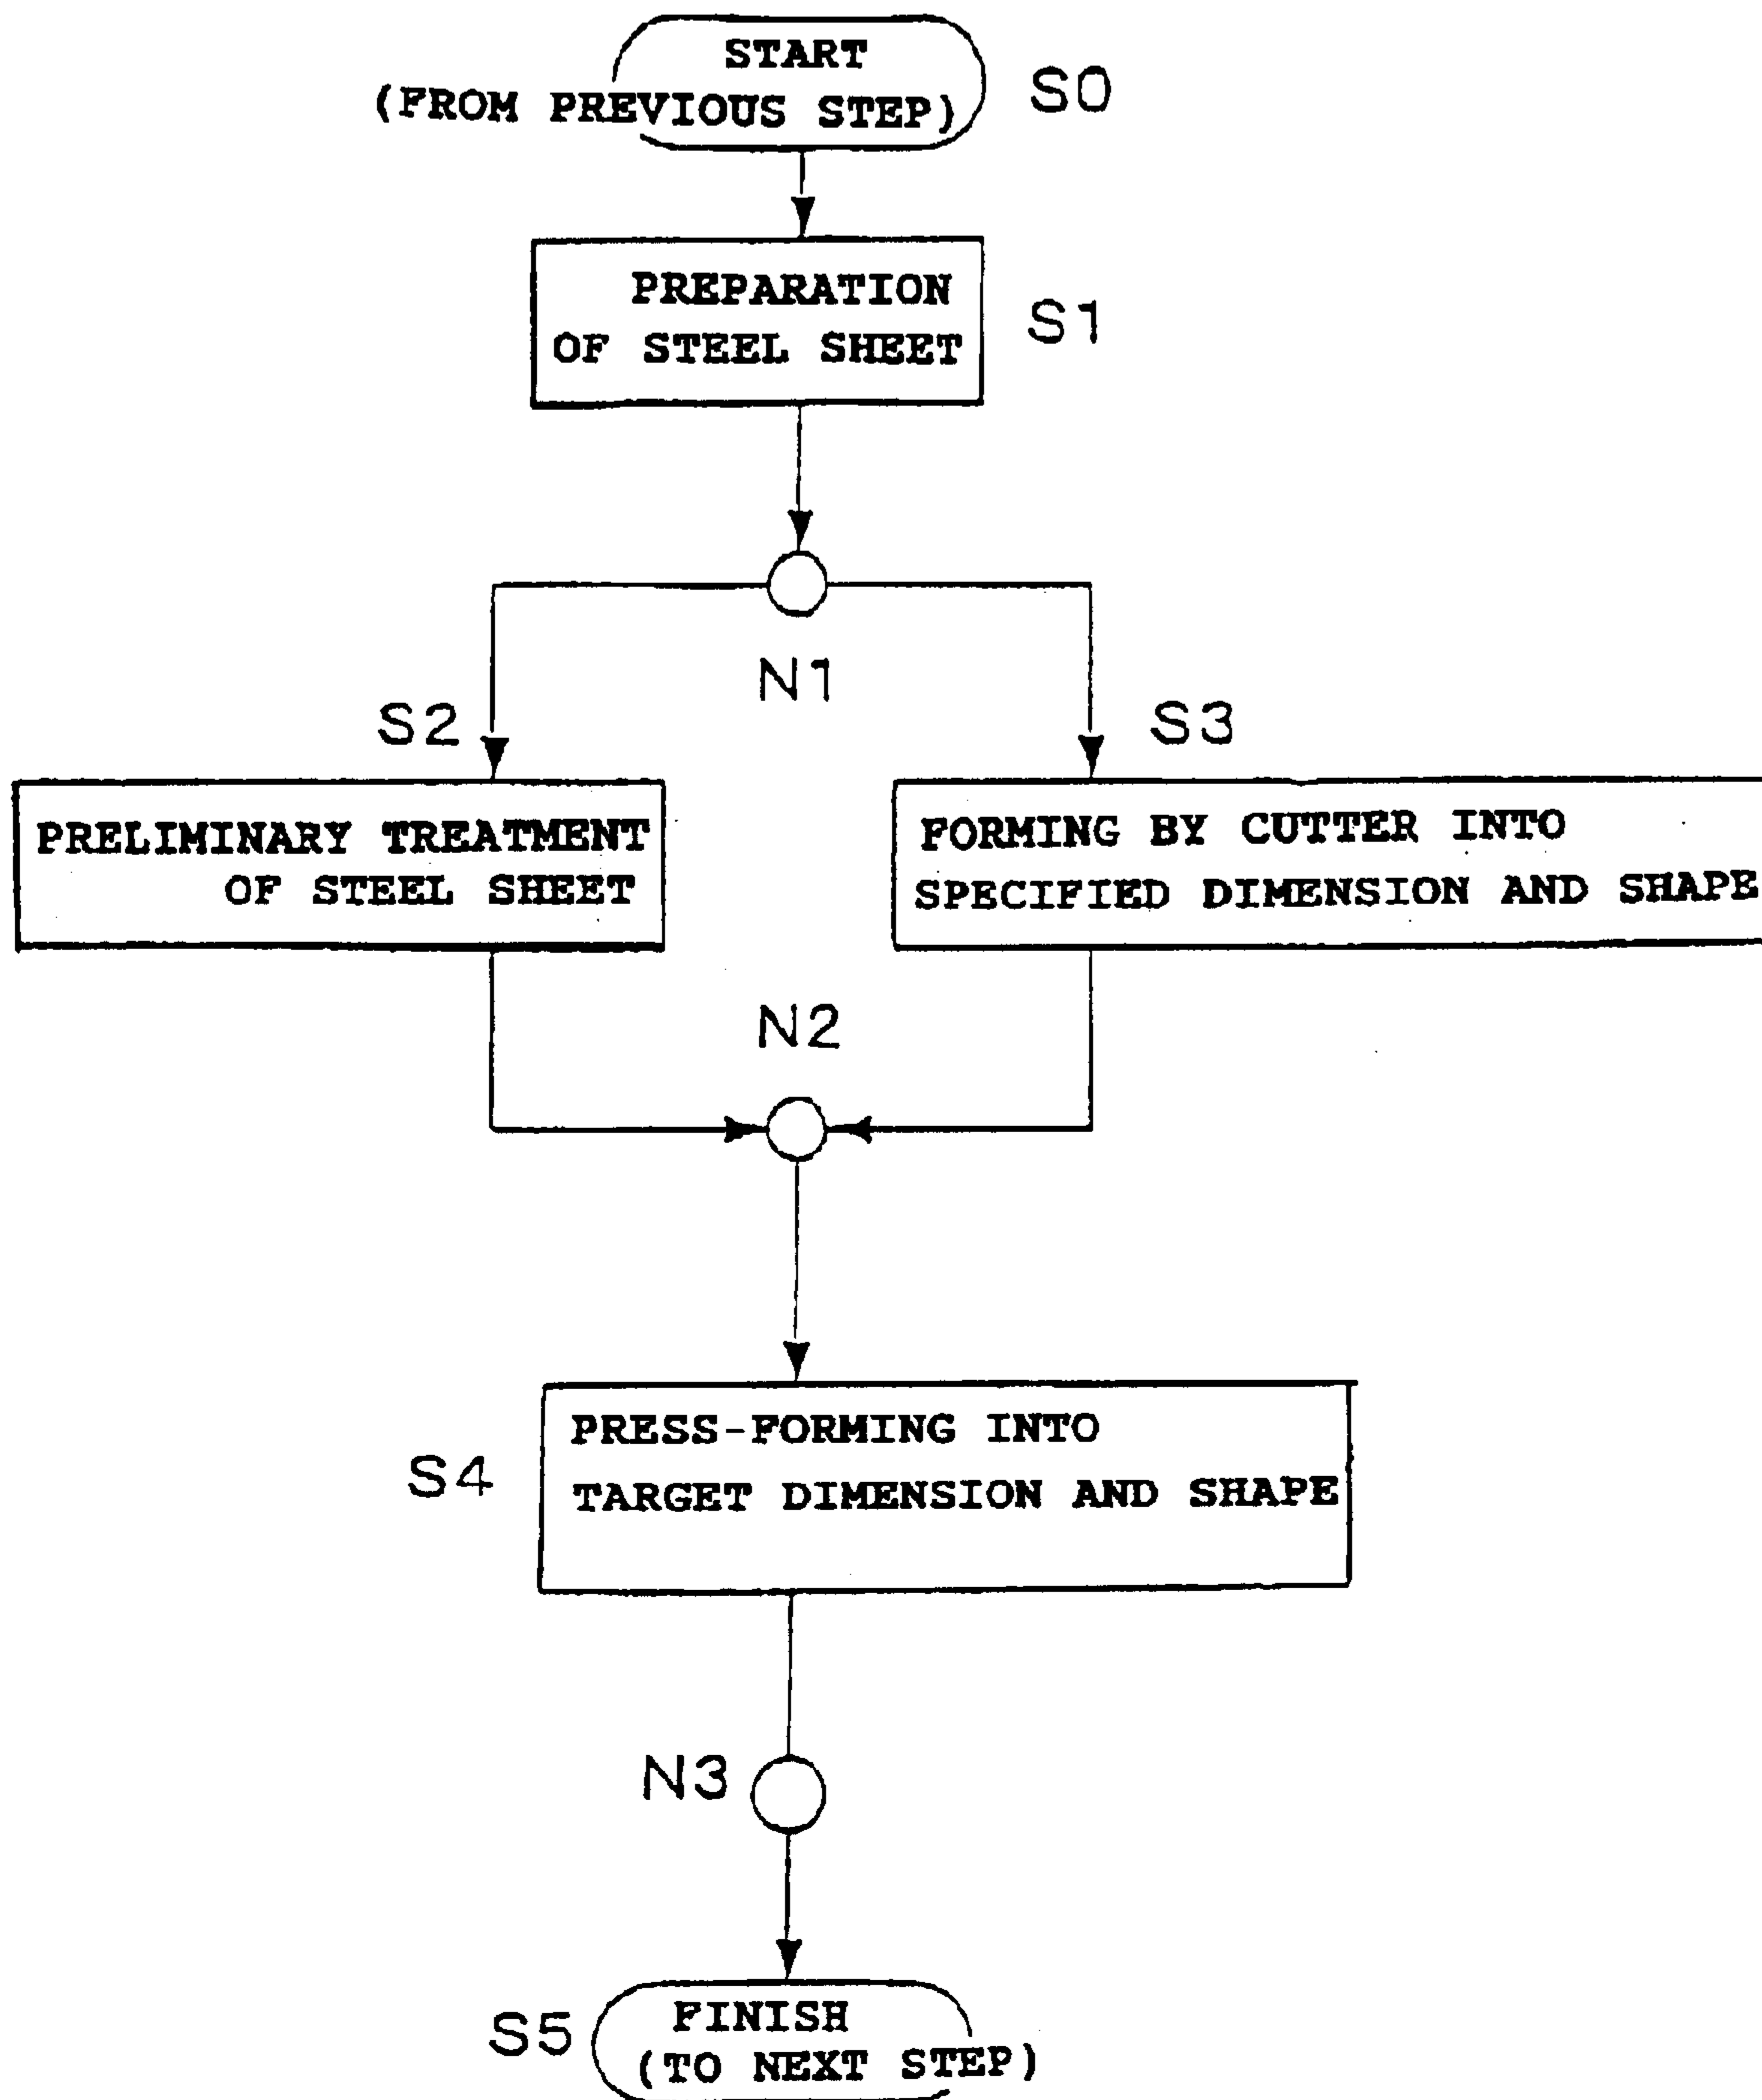 START
(FROM PREVIOUS STEP)
S0
PREPARATION
OF STEEL SHEET
S1
N1
S2
S3
PRELIMINARY TREATMENT
OF STEEL SHEET
FORMING BY CUTTER INTO
SPECIFIED DIMENSION AND SHAPE
N2
S4
PRESS-FORMING INTO
TARGET DIMENSION AND SHAPE
N3
S5
FINISH
(TO NEXT STEP)